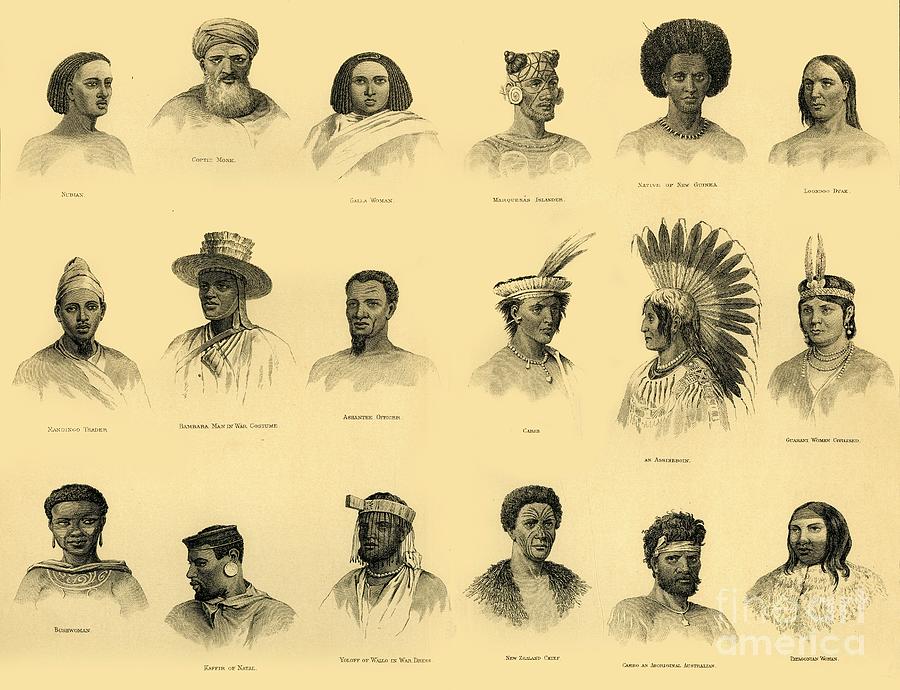 NUBIAN.
COPTIC MONK.
GALLA WOMAN.
MARQUESAS ISLANDER.
NATIVE OF NEW GUINEA
LOONDOO DYAK.
MANDINGO TRADER
BAMBARA MAN IN WAR COSTUME.
ASHANTEE OFFICER.
CARIB
AN ASSINEBOIN.
GUARANY WOMEN CIVILISED.
BUSHWOMAN.
KAFFIR OF NATAL.
YOLOFF OF WALLO IN WAR DRESS
NEW ZEALAND CHIEF
CAREO AN ABORIGINAL AUSTRALIAN.
PATAGONIAN WOMAN.
fine art
america